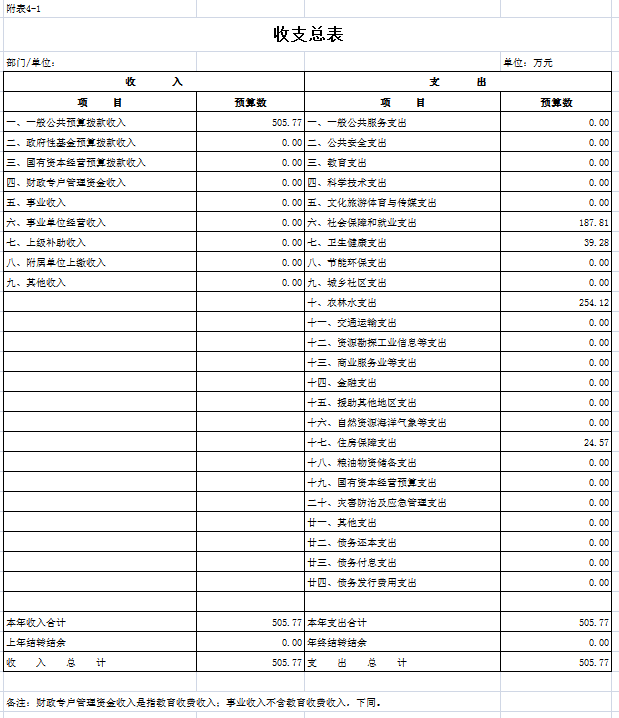 附表4-1
收支总表
部门/单位： 单位：万元
收 入 支 出
项 目 预算数 项 目 预算数
一、一般公共预算拨款收入 505.77 一、一般公共服务支出 0.00
二、政府性基金预算拨款收入 0.00 二、公共安全支出 0.00
三、国有资本经营预算拨款收入 0.00 三、教育支出 0.00
四、财政专户管理资金收入 0.00 四、科学技术支出 0.00
五、事业收入 0.00 五、文化旅游体育与传媒支出 0.00
六、事业单位经营收入 0.00 六、社会保障和就业支出 187.81
七、上级补助收入 0.00 七、卫生健康支出 39.28
八、附属单位上缴收入 0.00 八、节能环保支出 0.00
九、其他收入 0.00 九、城乡社区支出 0.00
十、农林水支出 254.12
十一、交通运输支出 0.00
十二、资源勘探工业信息等支出 0.00
十三、商业服务业等支出 0.00
十四、金融支出 0.00
十五、援助其他地区支出 0.00
十六、自然资源海洋气象等支出 0.00
十七、住房保障支出 24.57
十八、粮油物资储备支出 0.00
十九、国有资本经营预算支出 0.00
二十、灾害防治及应急管理支出 0.00
廿一、其他支出 0.00
廿二、债务还本支出 0.00
廿三、债务付息支出 0.00
廿四、债务发行费用支出 0.00
本年收入合计 505.77 本年支出合计 505.77
上年结转结余 0.00 年终结转结余 0.00
收 入 总 计 505.77 支 出 总 计 505.77
备注：财政专户管理资金收入是指教育收费收入；事业收入不含教育收费收入，下同。